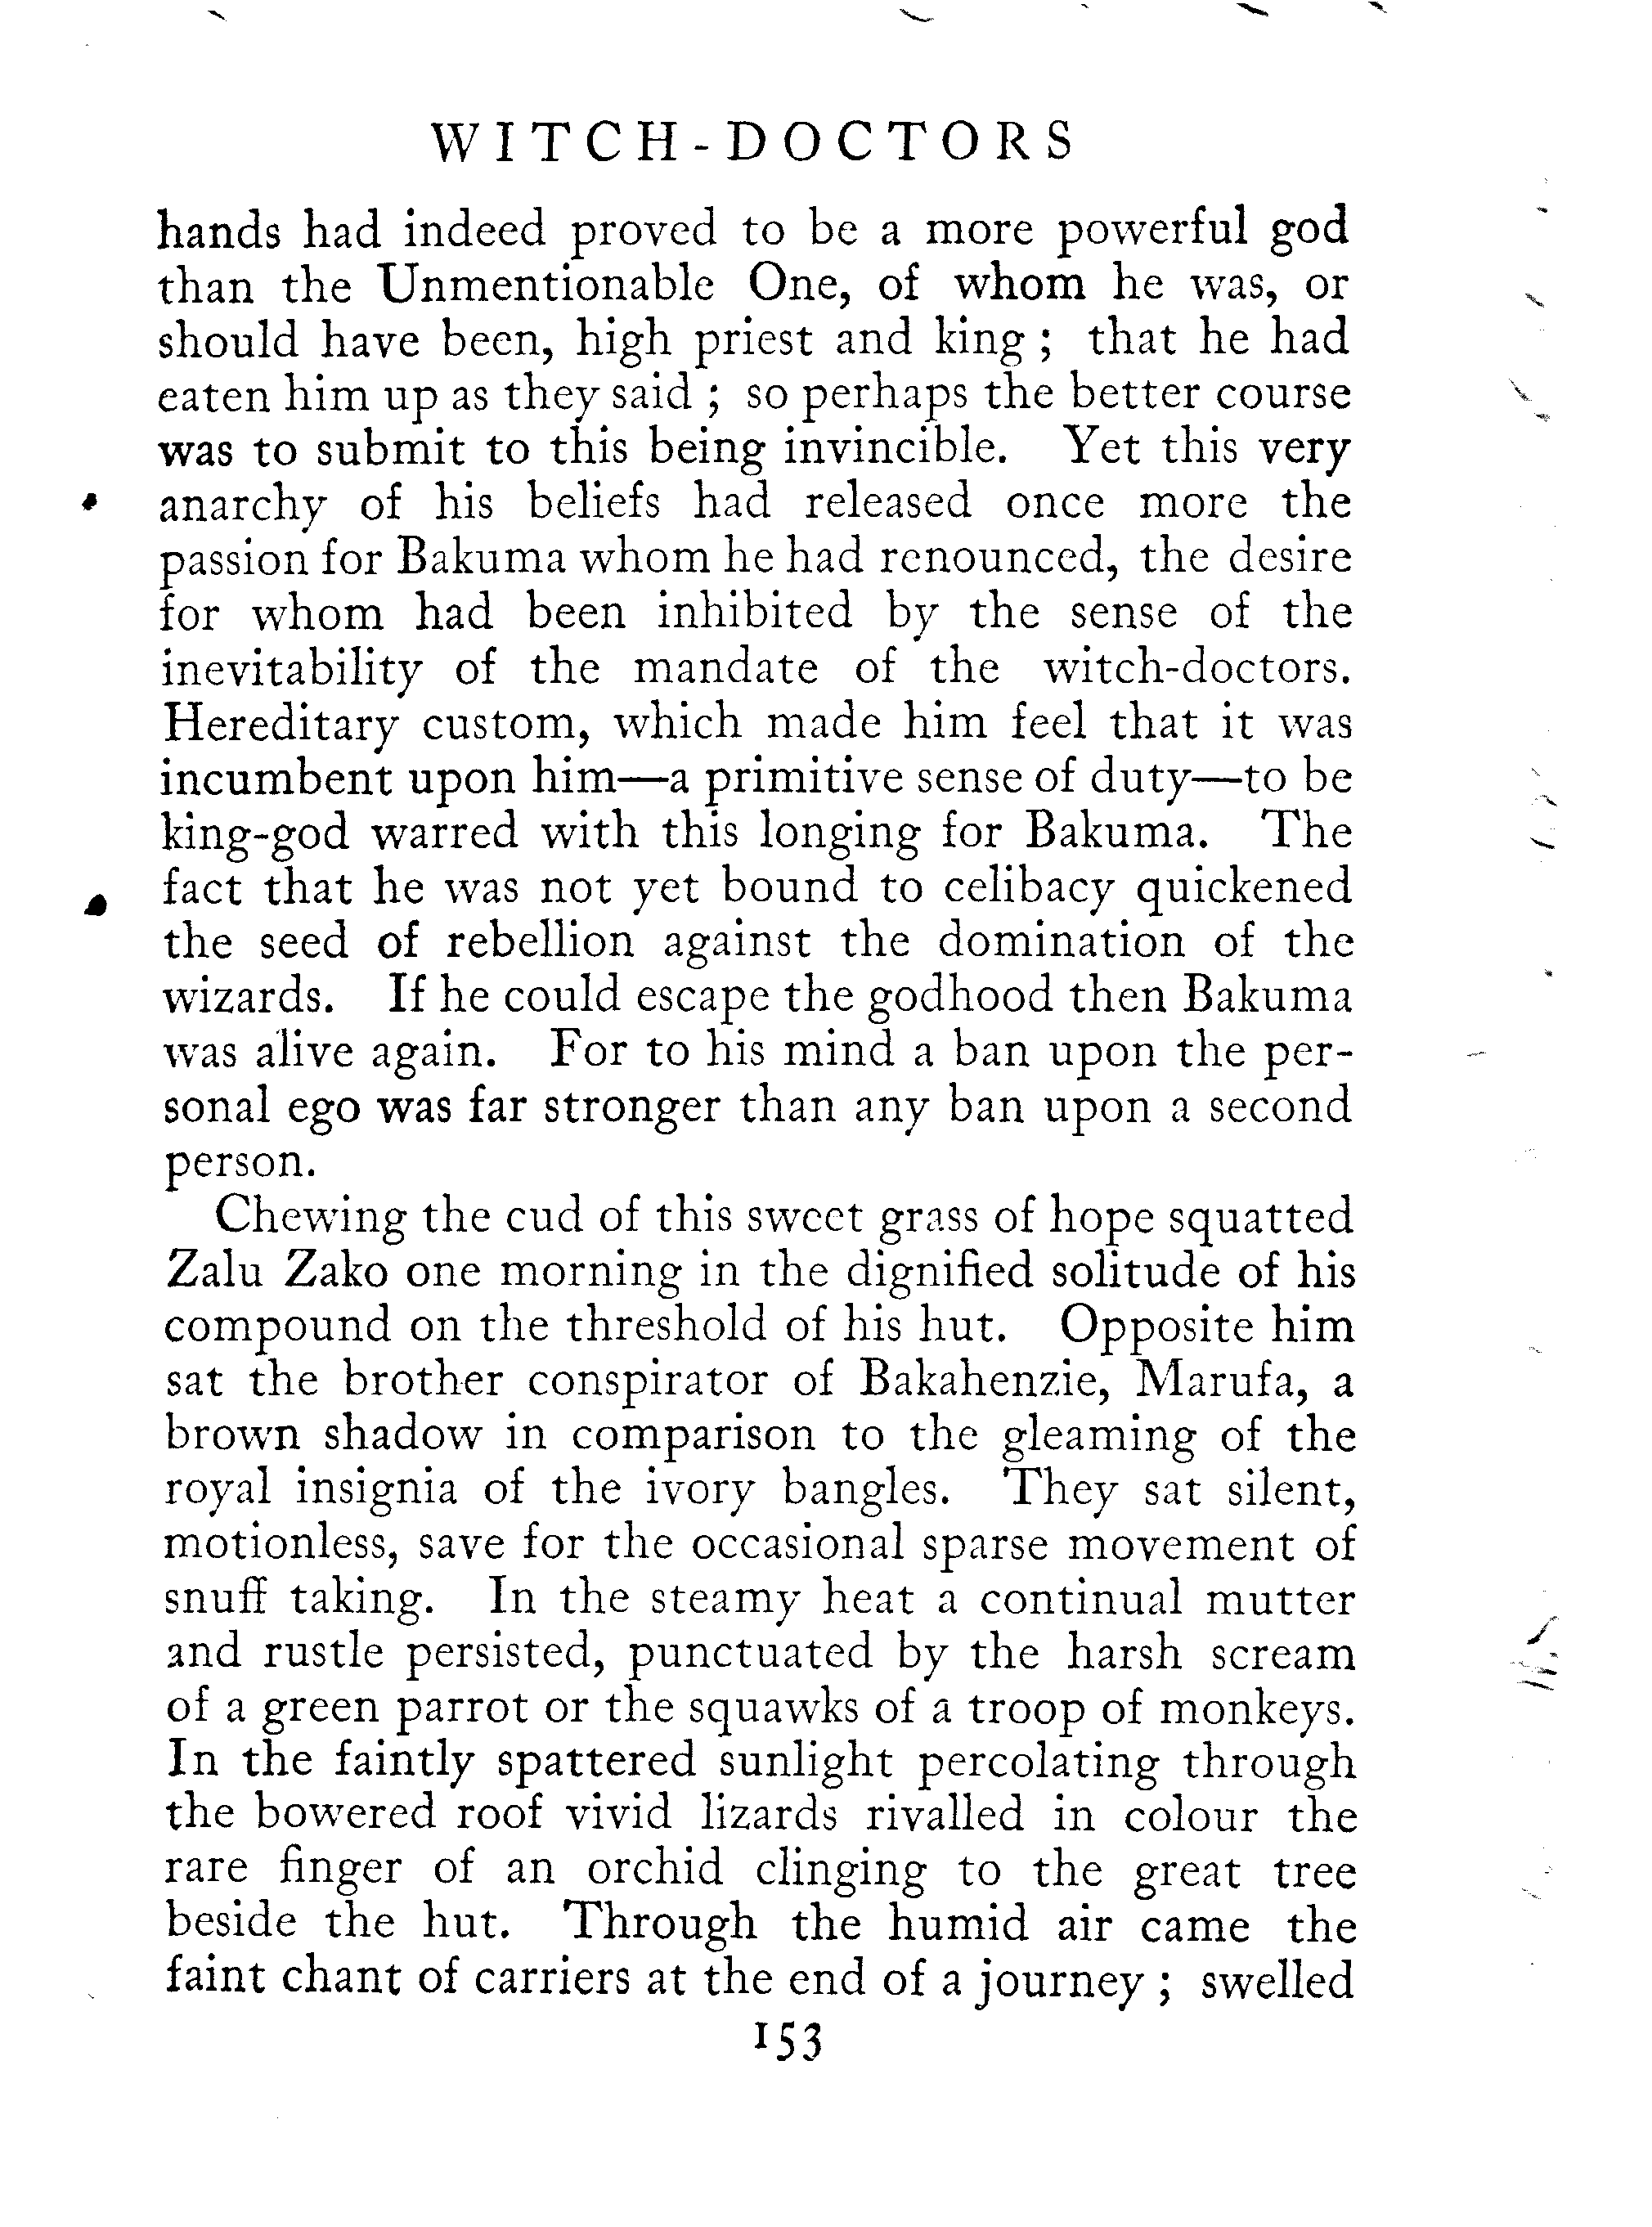 WITCH-DOCTORS
hands had indeed proved to be a more powerful god
than the Unmentionable One, of whom he was, or
should have been, high priest and king ; that he had
eaten him up as they said ; so perhaps the better course
was to submit to this being invincible. Yet this very
anarchy of his beliefs had released once more the
passion for Bakuma whom he had renounced, the desire
for whom had been inhibited by the sense of the
inevitability of the mandate of the witch-doctors.
Hereditary custom, which made him feel that it was
incumbent upon him—a primitive sense of duty—to be
king-god warred with this longing for Bakuma. The
fact that he was not yet bound to celibacy quickened
the seed of rebellion against the domination of the
wizards. If he could escape the godhood then Bakuma
was alive again. For to his mind a ban upon the per-
sonal ego was far stronger than any ban upon a second
person.
Chewing the cud of this sweet grass of hope squatted
Zalu Zako one morning in the dignified solitude of his
compound on the threshold of his hut. Opposite him
sat the brother conspirator of Bakahenzie, Marufa, a
brown shadow in comparison to the gleaming of the
royal insignia of the ivory bangles. They sat silent,
motionless, save for the occasional sparse movement of
snuff taking. In the steamy heat a continual mutter
and rustle persisted, punctuated by the harsh scream
of a green parrot or the squawks of a troop of monkeys.
In the faintly spattered sunlight percolating through
the bowered roof vivid lizards rivalled in colour the
rare finger of an orchid clinging to the great tree
beside the hut. Through the humid air came the
faint chant of carriers at the end of a journey ; swelled
153